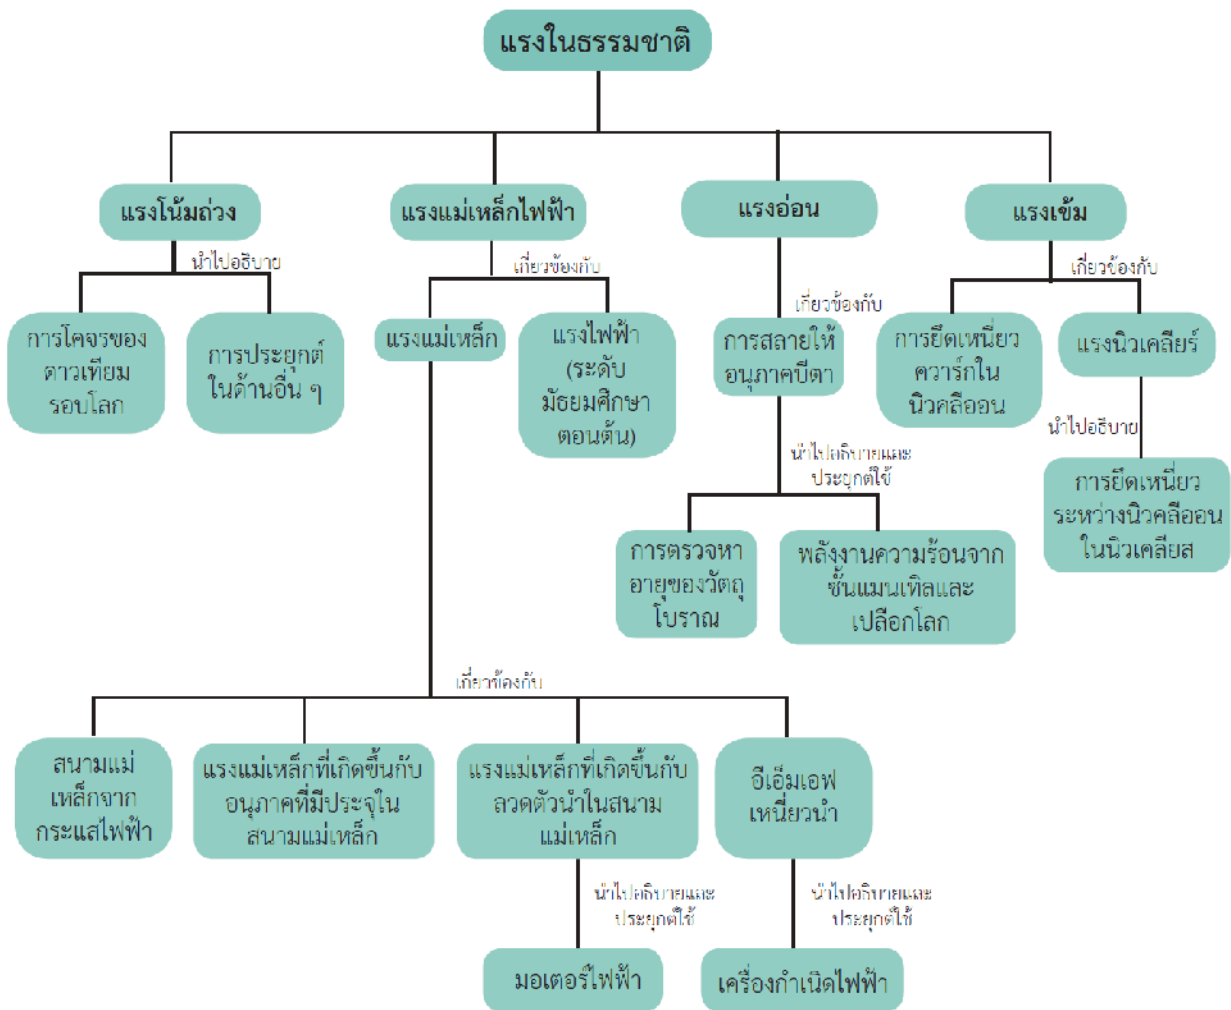 แรงในธรรมชาติ
แรงโน้มถ่วง
แรงแม่เหล็กไฟฟ้า
แรงอ่อน
แรงเข้ม
นำไปอธิบาย
เกี่ยวข้องกับ
เกี่ยวข้องกับ
เกี่ยวข้องกับ
การโคจรของ
ดาวเทียม
รอบโลก
การประยุกต์
ในด้านอื่น ๆ
แรงแม่เหล็ก
แรงไฟฟ้า
(ระดับ
มัธยมศึกษา
ตอนต้น)
การสลายให้
อนุภาคบีตา
การยึดเหนี่ยว
ควาร์กใน
นิวคลีออน
แรงนิวเคลียร์
นำไปอธิบาย
นำไปอธิบายและ
ประยุกต์ใช้
การยึดเหนี่ยว
ระหว่างนิวคลีออน
ในนิวเคลียส
การตรวจหา
อายุของวัตถุ
โบราณ
พลังงานความร้อนจาก
ชั้นแมนเทิลและ
เปลือกโลก
เกี่ยวข้องกับ
สนามแม่
เหล็กจาก
กระแสไฟฟ้า
แรงแม่เหล็กที่เกิดขึ้นกับ
อนุภาคที่มีประจุใน
สนามแม่เหล็ก
แรงแม่เหล็กที่เกิดขึ้นกับ
ลวดตัวนำในสนาม
แม่เหล็ก
อีเอ็มเอฟ
เหนี่ยวนำ
นำไปอธิบายและ
ประยุกต์ใช้
นำไปอธิบายและ
ประยุกต์ใช้
มอเตอร์ไฟฟ้า
เครื่องกำเนิดไฟฟ้า